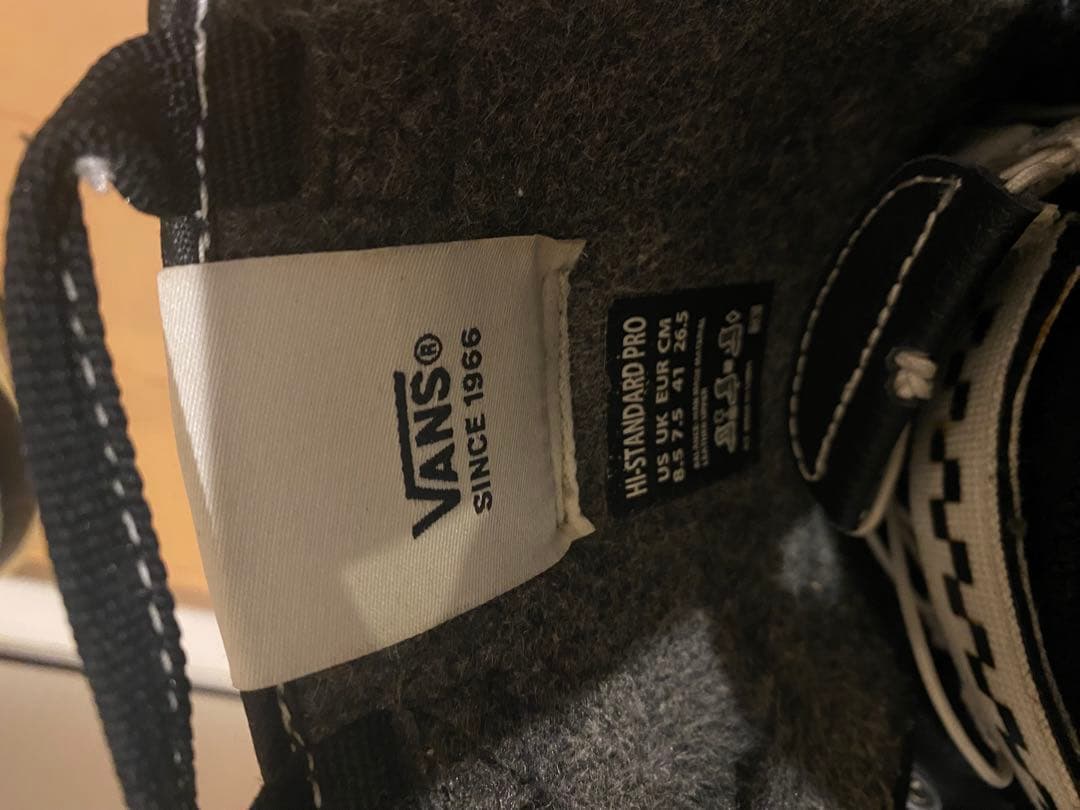 VANS®
SINCE 1966
HI-STANDARD PRO
US UK EUR CM
8.5 7.5 41 26.5